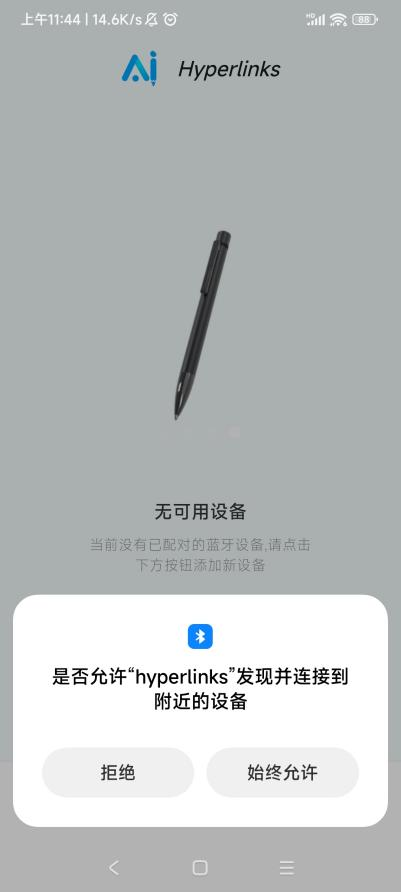 上午11:44 | 14.6K/s
HD
88
Ai Hyperlinks
无可用设备
当前没有已配对的蓝牙设备,请点击
下方按钮添加新设备
是否允许“hyperlinks”发现并连接到
附近的设备
拒绝
始终允许